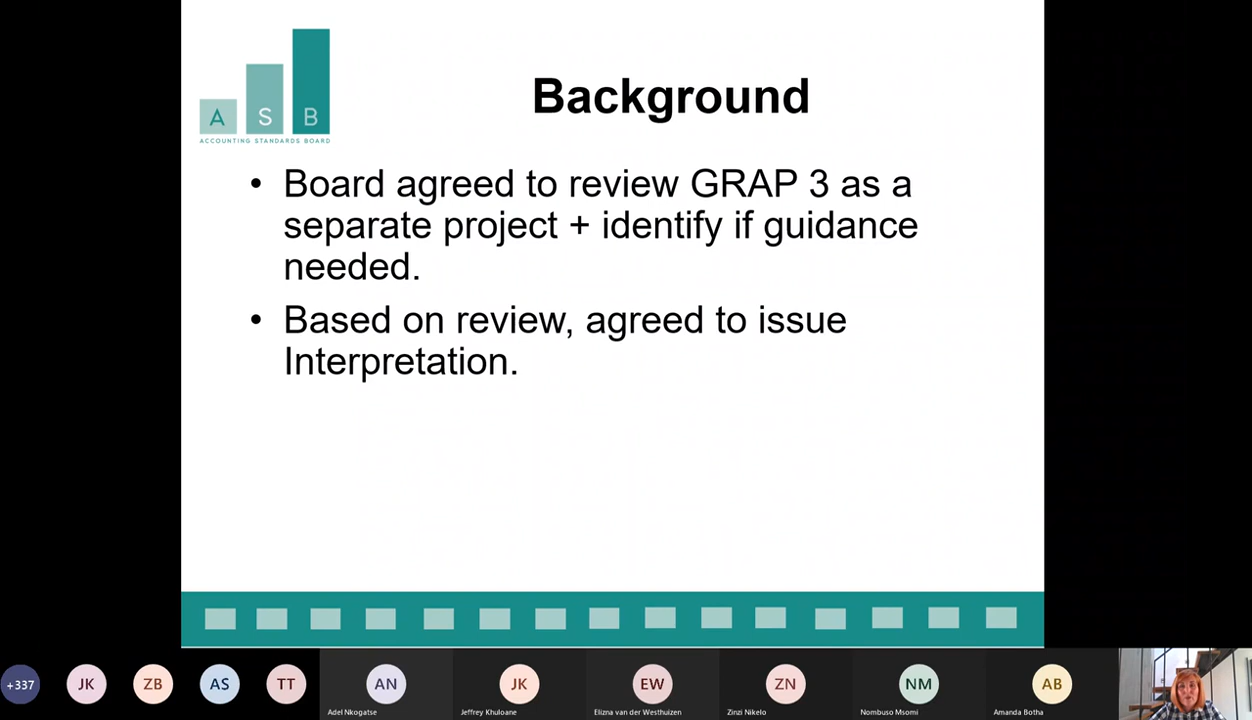 A S B
ACCOUNTING STANDARDS BOARD
Background
• Board agreed to review GRAP 3 as a
separate project + identify if guidance
needed.
• Based on review, agreed to issue
Interpretation.
+337 JK ZB AS TT AN JK EW ZN NM AB
Adel Nkogatse Jeffrey Khuloane Elizna van der Westhuizen Zinzi Nikelo Nombuso Msomi Amanda Botha